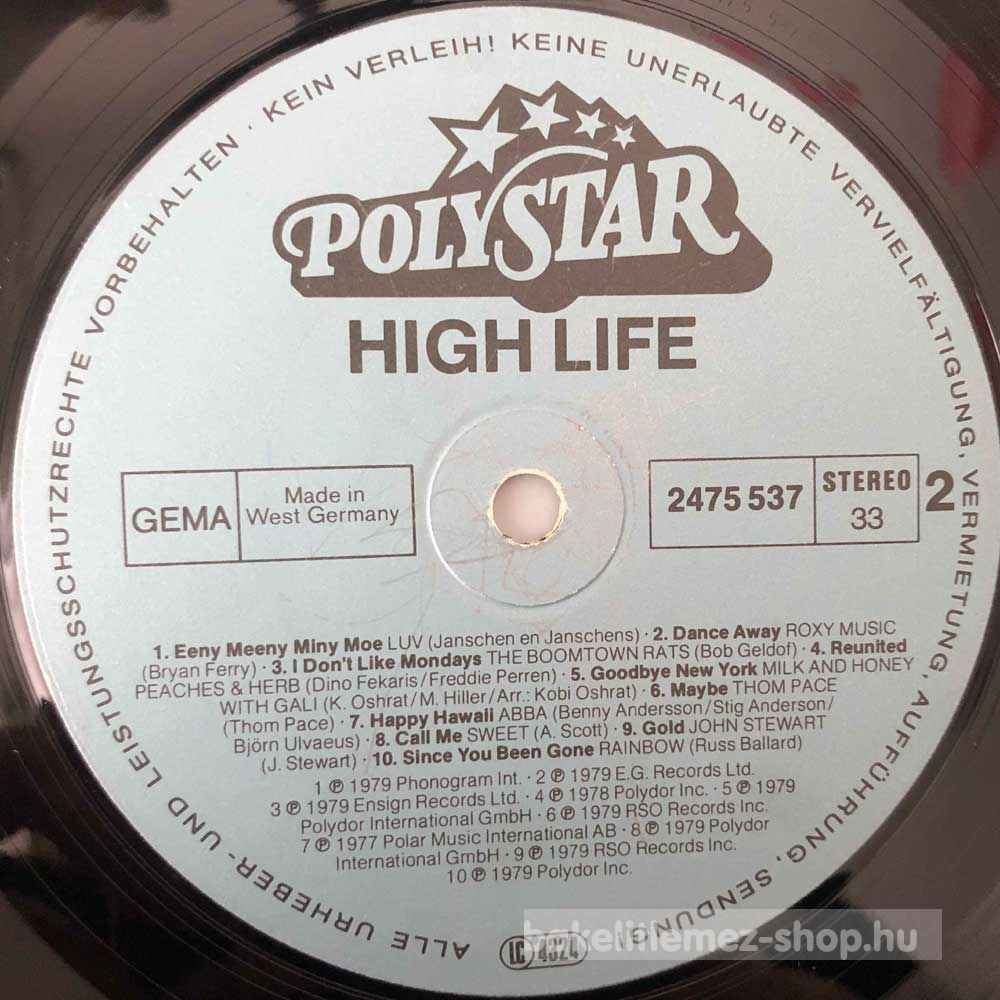 ALLE URHEBER- UND LEISTUNGSSCHUTZRECHTE VORBEHALTEN · KEIN VERLEIH! KEINE UNERLAUBTE VERVIELFÄLTIGUNG, VERMIETUNG, AUFFÜHRUNG, SENDUNG!
POLYSTAR
HIGH LIFE
GEMA
Made in
West Germany
2475 537
STEREO
33
2
1. Eeny Meeny Miny Moe LUV (Janschen en Janschens) · 2. Dance Away ROXY MUSIC
(Bryan Ferry) · 3. I Don't Like Mondays THE BOOMTOWN RATS (Bob Geldof) · 4. Reunited
PEACHES & HERB (Dino Fekaris/Freddie Perren) · 5. Goodbye New York MILK AND HONEY
WITH GALI (K. Oshrat/M. Hiller/Arr.: Kobi Oshrat) · 6. Maybe THOM PACE
(Thom Pace) · 7. Happy Hawaii ABBA (Benny Andersson/Stig Anderson/
Björn Ulvaeus) · 8. Call Me SWEET (A. Scott) · 9. Gold JOHN STEWART
(J. Stewart) · 10. Since You Been Gone RAINBOW (Russ Ballard)
1 ℗ 1979 Phonogram Int. · 2 ℗ 1979 E.G. Records Ltd.
3 ℗ 1979 Ensign Records Ltd. · 4 ℗ 1978 Polydor Inc. · 5 ℗ 1979
Polydor International GmbH · 6 ℗ 1979 RSO Records Inc.
7 ℗ 1977 Polar Music International AB · 8 ℗ 1979 Polydor
International GmbH · 9 ℗ 1979 RSO Records Inc.
10 ℗ 1979 Polydor Inc.
LC 4024
bakelitlemez-shop.hu